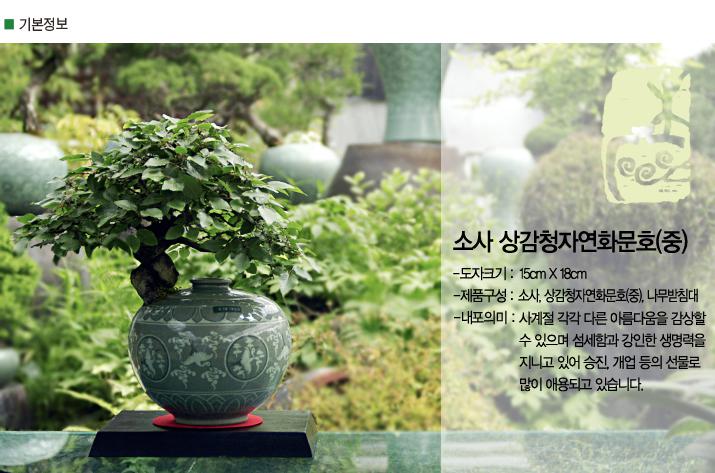 기본정보
소사 상감청자연화문호(중)
-도자크기 : 15cm X 18cm
-제품구성 : 소사, 상감청자연화문호(중), 나무받침대
-내포의미 : 사계절 각각 다른 아름다움을 감상할
수 있으며 섬세함과 강인한 생명력을
지니고 있어 승진, 개업 등의 선물로
많이 애용되고 있습니다.